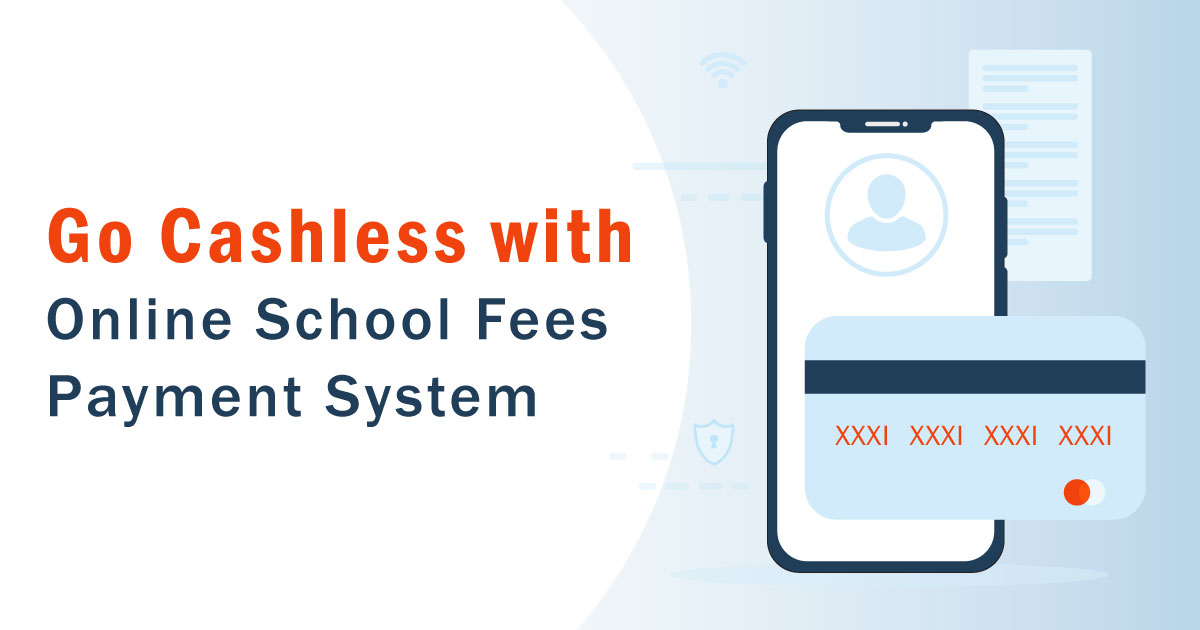 Go Cashless with
Online School Fees
Payment System
XXXI XXXI XXXI XXXI